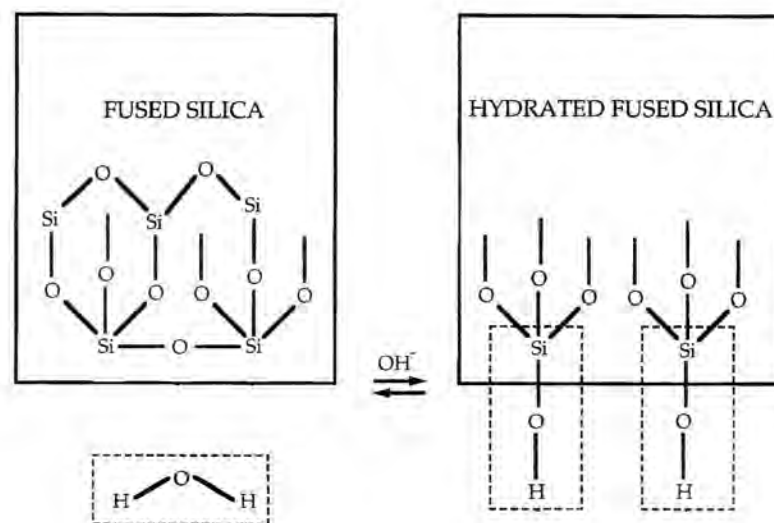 FUSED SILICA
O O
Si Si Si
O O
O O O O
Si O Si
OH⁻
H O H
HYDRATED FUSED SILICA
O O
O O O O
Si Si
O O
H H